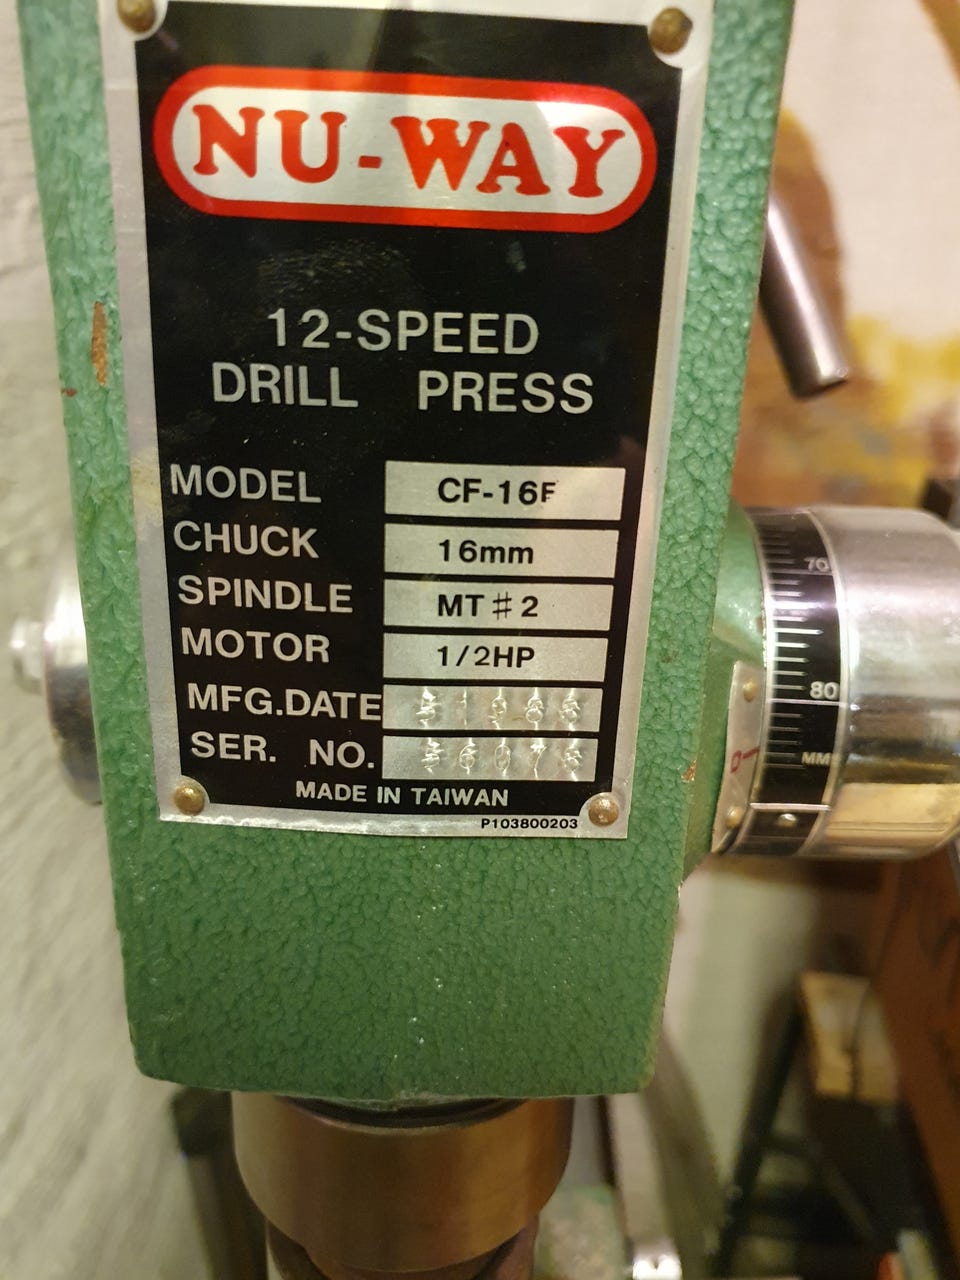 NU-WAY
12-SPEED
DRILL PRESS
MODEL CF-16F
CHUCK 16mm
SPINDLE MT#2
MOTOR 1/2HP
MFG.DATE
SER. NO.
MADE IN TAIWAN
P103800203
70
80
MM
0